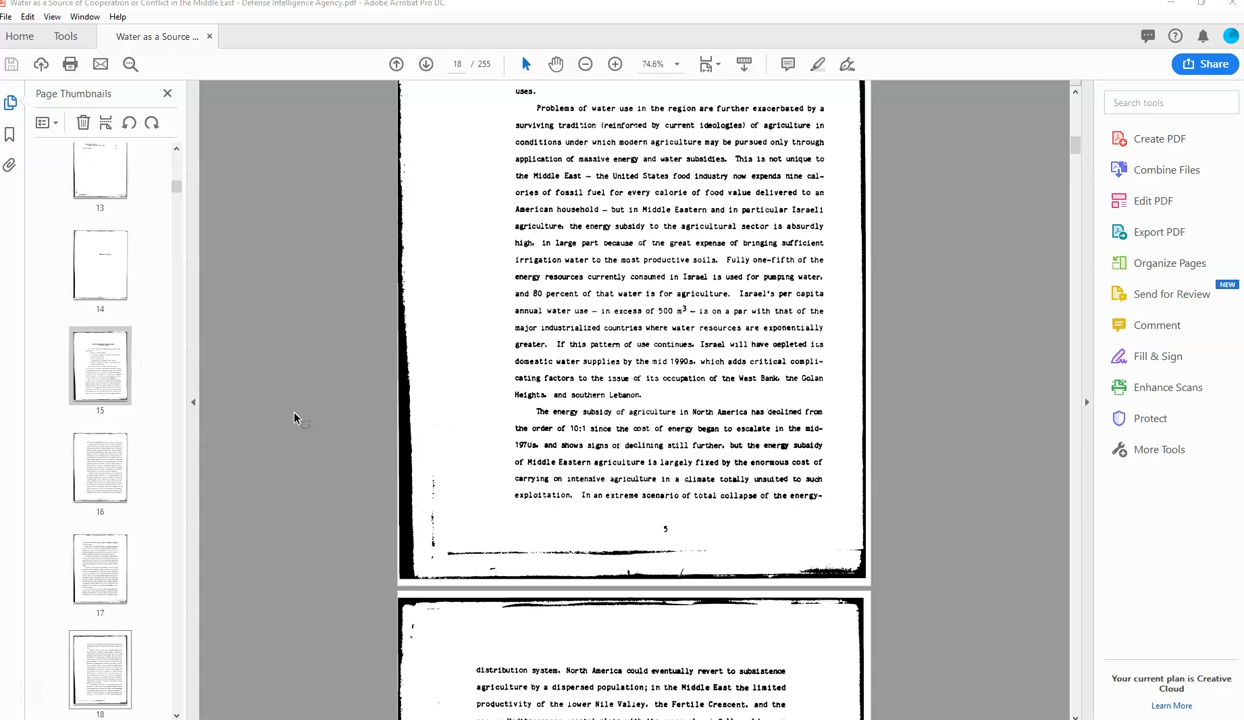 Water as a Source of Cooperation or Conflict in the Middle East - Defense Intelligence Agency.pdf - Adobe Acrobat Pro DC
File Edit View Window Help
Home Tools Water as a Source ... ×
18 / 255 74.6%
Share
Page Thumbnails
13
14
15
16
17
18
uses.
Problems of water use in the region are further exacerbated by a
surviving tradition (reinforced by current ideologies) of agriculture in
conditions under which modern agriculture may be pursued only through
application of massive energy and water subsidies. This is not unique to
the Middle East — the United States food industry now expends nine cal-
ories of fossil fuel for every calorie of food value delivered to an
American household — but in Middle Eastern and in particular Israeli
agriculture, the energy subsidy to the agricultural sector is absurdly
high, in large part because of the great expense of bringing sufficient
irrigation water to the most productive soils. Fully one-fifth of the
energy resources currently consumed in Israel is used for pumping water,
and 80 percent of that water is for agriculture. Israel's per capita
annual water use — in excess of 500 m³ — is on a par with that of the
major industrialized countries where water resources are exponentially
greater. If this pattern of use continues, Israel will have depleted its
domestic water supplies by the mid 1990s, which adds critical compli-
cating factors to the issue of its occupation of the West Bank, the Golan
Heights, and southern Lebanon.
The energy subsidy of agriculture in North America has declined from
the order of 10:1 since the cost of energy began to escalate in the mid-
1970s, and shows signs of declining still further, but the energy subsidy
of Middle Eastern agriculture is largely fixed by the enormous cost of
carrying on intensive agriculture in a climate totally unsuited to such
exploitation. In an extreme scenario of total collapse of the energy-
5
distribution system, North America could eventually revert to subsistence
agriculture by a dispersed population; in the Middle East the limited
productivity of the lower Nile Valley, the Fertile Crescent, and the
Search tools
Create PDF
Combine Files
Edit PDF
Export PDF
Organize Pages
NEW
Send for Review
Comment
Fill & Sign
Enhance Scans
Protect
More Tools
Your current plan is Creative
Cloud
Learn More